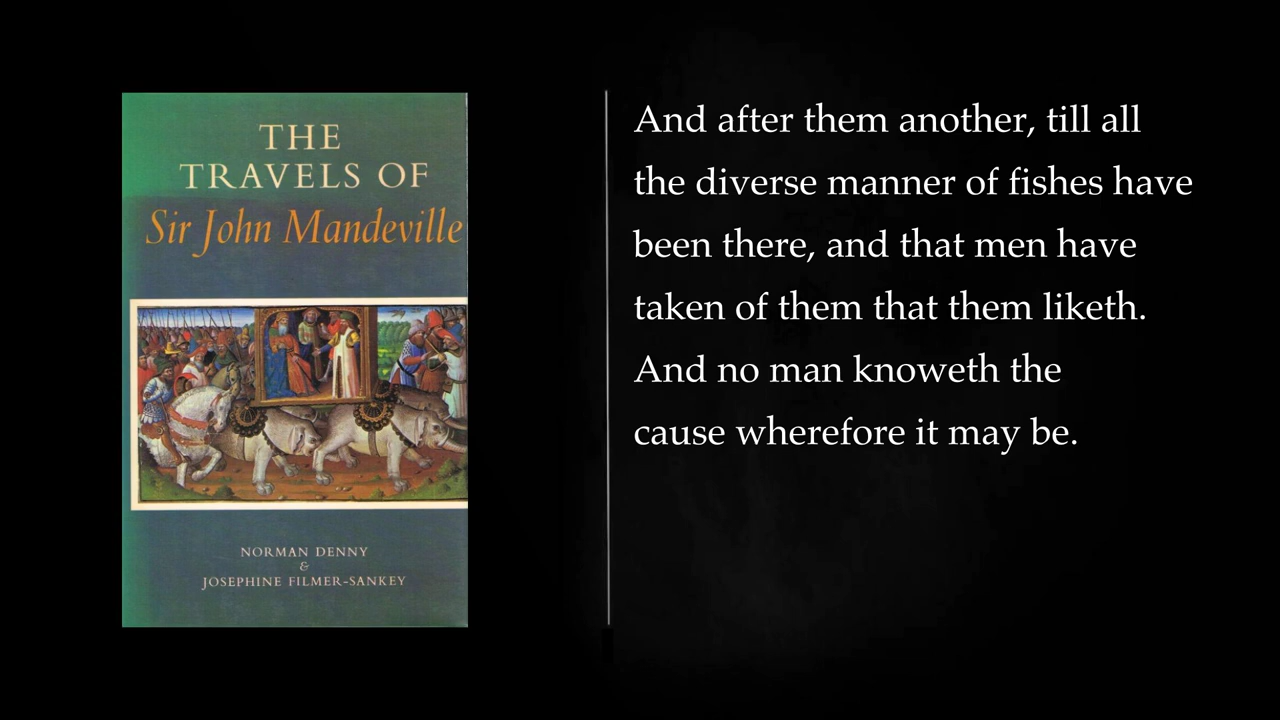 THE
TRAVELS OF
Sir John Mandeville
NORMAN DENNY
&
JOSEPHINE FILMER-SANKEY
And after them another, till all
the diverse manner of fishes have
been there, and that men have
taken of them that them liketh.
And no man knoweth the
cause wherefore it may be.